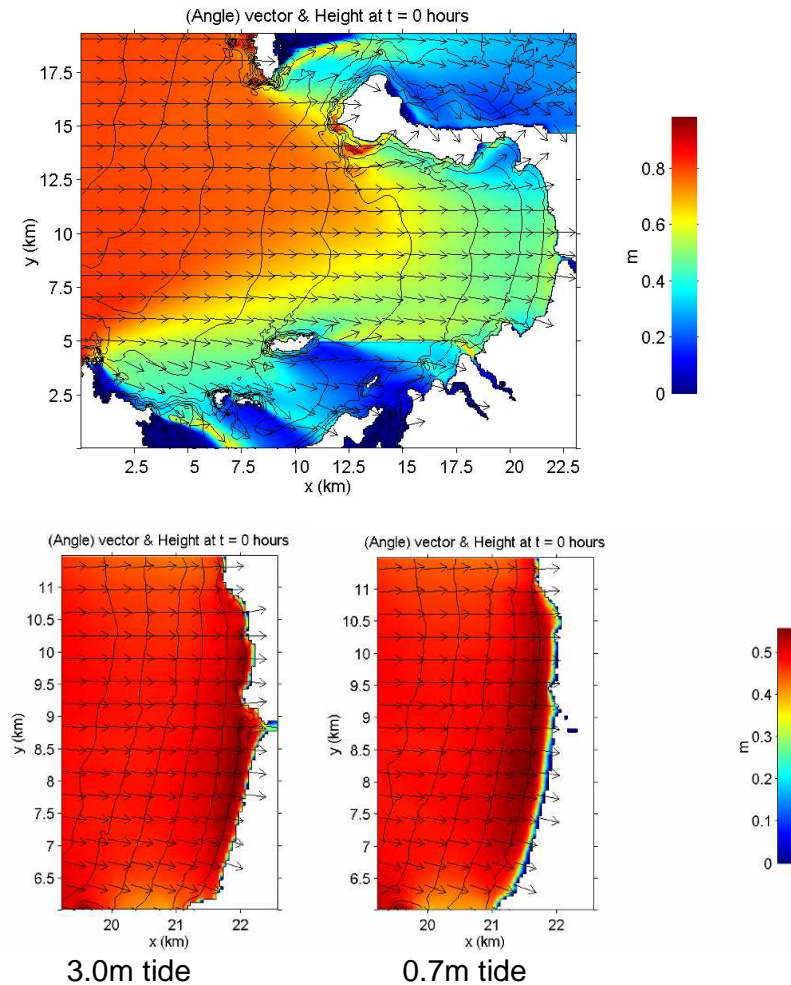 (Angle) vector & Height at t = 0 hours
17.5
15
12.5
10
7.5
5
2.5
y (km)
2.5 5 7.5 10 12.5 15 17.5 20 22.5
x (km)
0.8
0.6
0.4
0.2
0
m
(Angle) vector & Height at t = 0 hours
11
10.5
10
9.5
9
8.5
8
7.5
7
6.5
y (km)
20 21 22
x (km)
3.0m tide
(Angle) vector & Height at t = 0 hours
11
10.5
10
9.5
9
8.5
8
7.5
7
6.5
y (km)
20 21 22
x (km)
0.7m tide
0.5
0.4
0.3
0.2
0.1
0
m